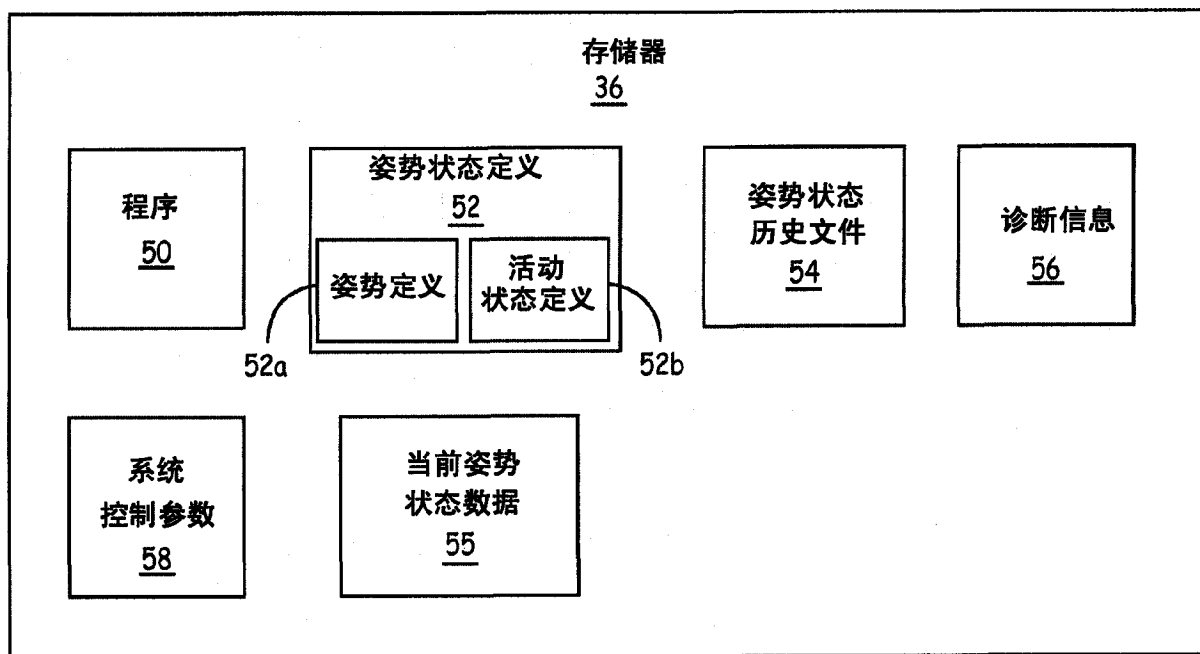 存储器
36
程序
50
姿势状态定义
52
姿势定义
活动
状态定义
52a
52b
姿势状态
历史文件
54
诊断信息
56
系统
控制参数
58
当前姿势
状态数据
55